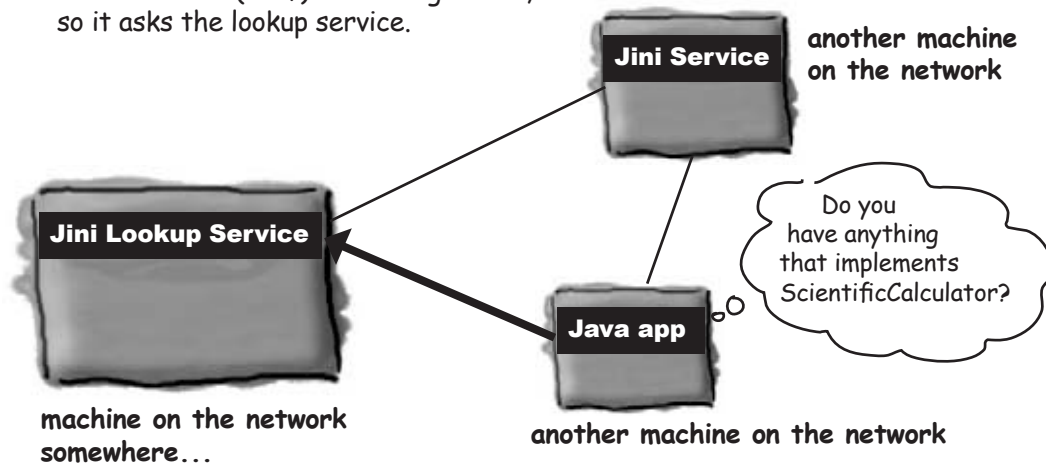 so it asks the lookup service.
Jini Service
another machine
on the network
Jini Lookup Service
Do you
have anything
that implements
ScientificCalculator?
Java app
machine on the network
somewhere...
another machine on the network